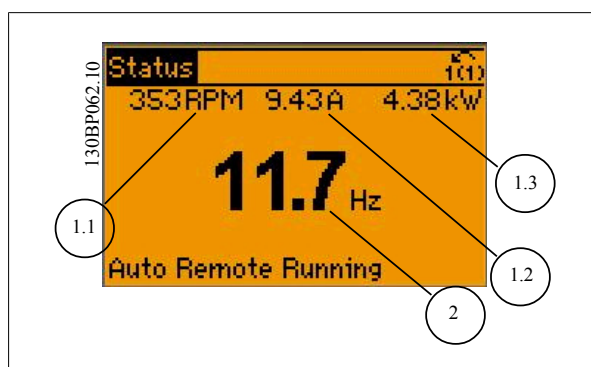 130BP062.10
Status 1(1)
353RPM 9.43A 4.38kW
11.7 Hz
Auto Remote Running
1.1
1.3
1.2
2